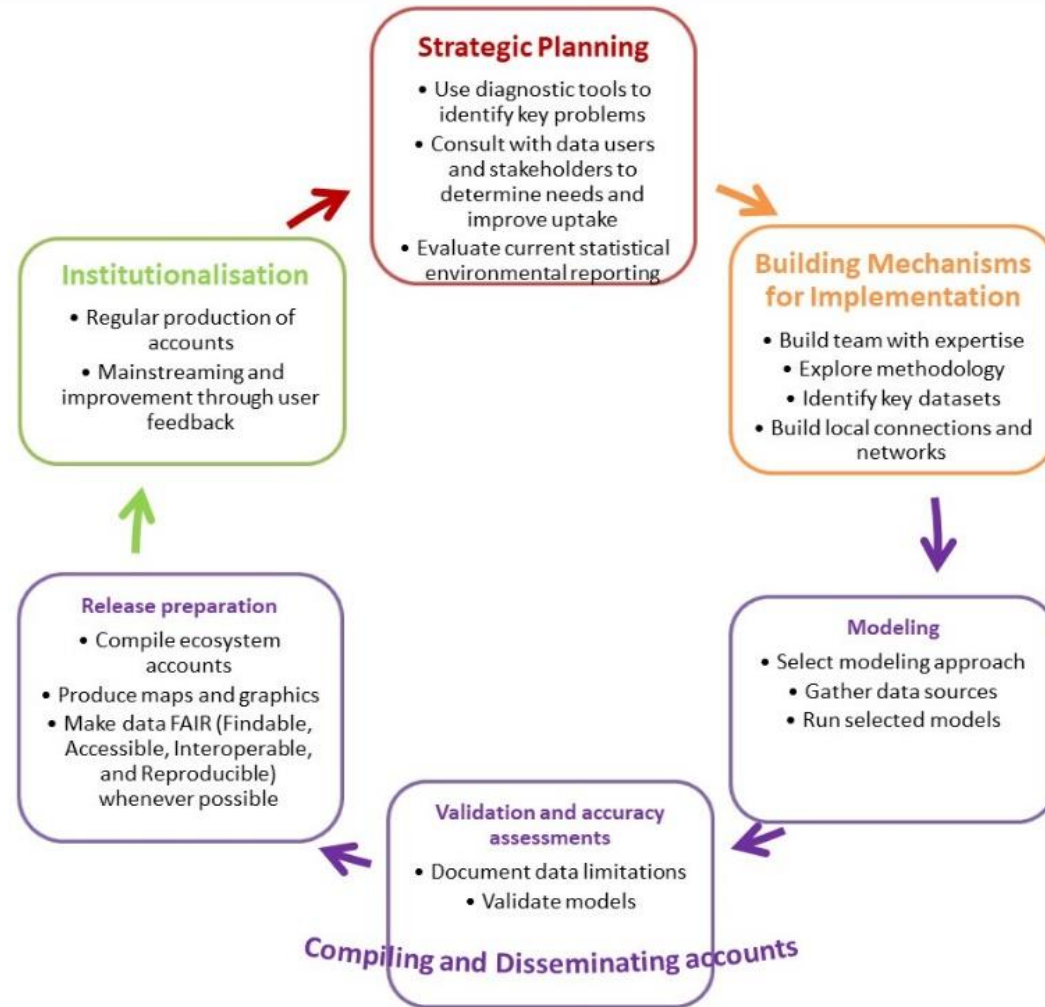 Strategic Planning
• Use diagnostic tools to
identify key problems
• Consult with data users
and stakeholders to
determine needs and
improve uptake
• Evaluate current statistical
environmental reporting
Building Mechanisms
for Implementation
• Build team with expertise
• Explore methodology
• Identify key datasets
• Build local connections and
networks
Modeling
• Select modeling approach
• Gather data sources
• Run selected models
Validation and accuracy
assessments
• Document data limitations
• Validate models
Compiling and Disseminating accounts
Release preparation
• Compile ecosystem
accounts
• Produce maps and graphics
• Make data FAIR (Findable,
Accessible, Interoperable,
and Reproducible)
whenever possible
Institutionalisation
• Regular production of
accounts
• Mainstreaming and
improvement through user
feedback